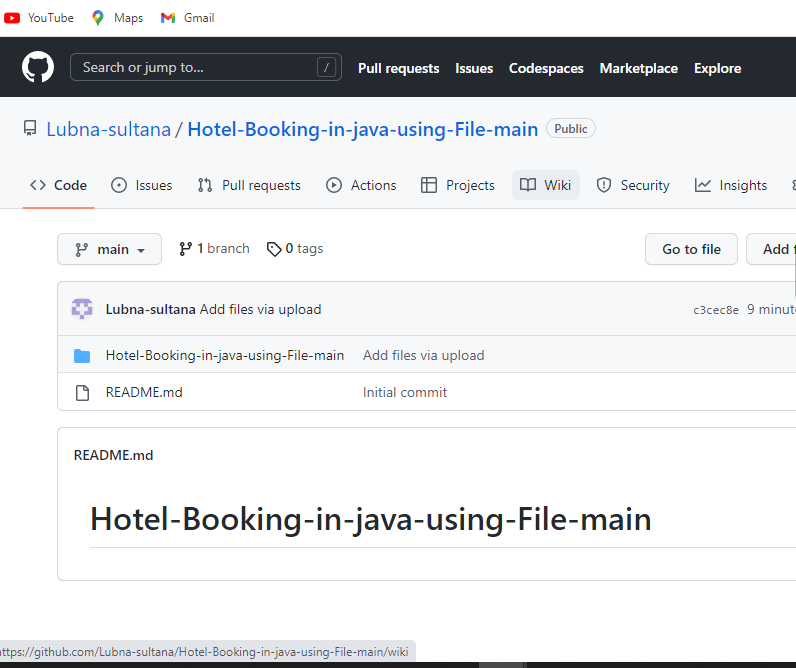 YouTube Maps Gmail
Search or jump to... / Pull requests Issues Codespaces Marketplace Explore
Lubna-sultana / Hotel-Booking-in-java-using-File-main Public
Code Issues Pull requests Actions Projects Wiki Security Insights
main 1 branch 0 tags Go to file Add
Lubna-sultana Add files via upload c3cec8e 9
Hotel-Booking-in-java-using-File-main Add files via upload
README.md Initial commit
README.md
Hotel-Booking-in-java-using-File-main
ttps://github.com/Lubna-sultana/Hotel-Booking-in-java-using-File-main/wiki